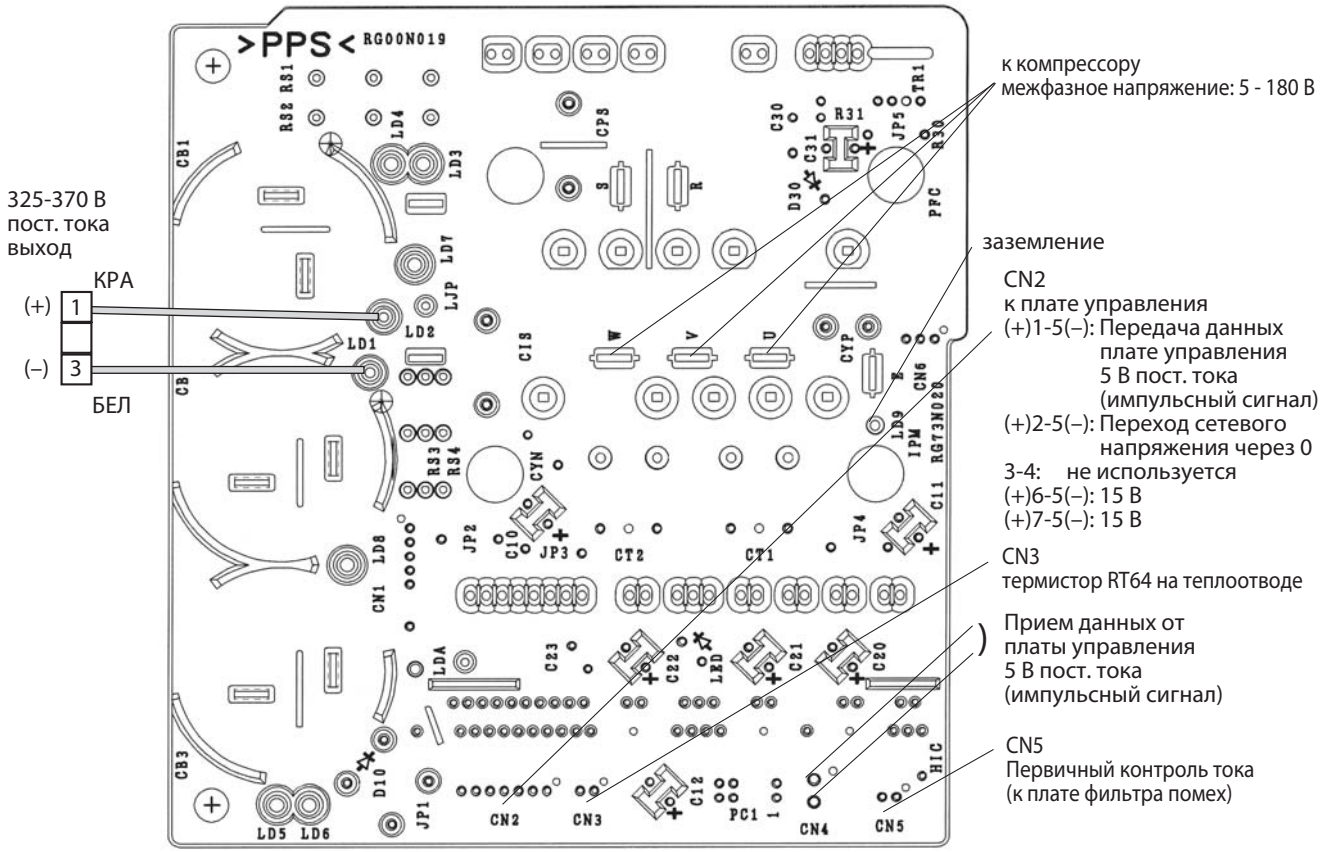 >PPS< RG00N019
RS1
RS2
LD4
LD3
CB1
CPS
S
R
C30
R31
C31
D30
JP5
TR1
R30
PFC
к компрессору
межфазное напряжение: 5 - 180 В
325-370 В
пост. тока
выход
КРА
(+) 1
(–) 3
БЕЛ
LD7
LJP
LD2
LD1
CB
CIS
W
V
U
CYP
E
CN6
LD9
IPM
RG73N020
заземление
CN2
к плате управления
(+)1-5(–): Передача данных
плате управления
5 В пост. тока
(импульсный сигнал)
(+)2-5(–): Переход сетевого
напряжения через 0
3-4: не используется
(+)6-5(–): 15 В
(+)7-5(–): 15 В
RS3
RS4
CYN
JP2
C10
JP3
CT2
CT1
JP4
C11
LD8
CN1
CN3
термистор RT64 на теплоотводе
LDA
C23
C22
LED
C21
C20
Прием данных от
платы управления
5 В пост. тока
(импульсный сигнал)
)
CB3
D10
JP1
LD5 LD6
CN2
CN3
C12
PC1
1
CN4
CN5
HIC
CN5
Первичный контроль тока
(к плате фильтра помех)